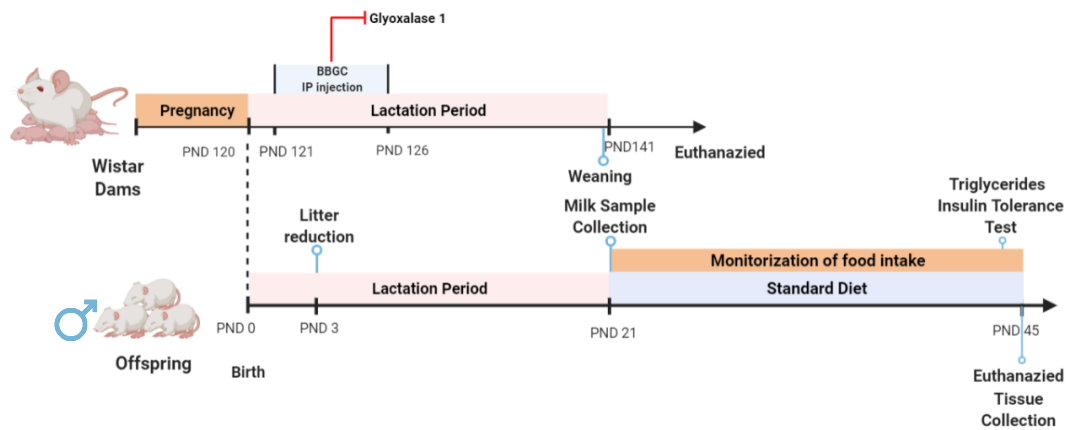 Glyoxalase 1
BBGC
IP injection
Pregnancy
Lactation Period
PND 120
PND 121
PND 126
PND141
Euthanazied
Wistar
Dams
Weaning
Milk Sample
Collection
Litter
reduction
Triglycerides
Insulin Tolerance
Test
Monitorization of food intake
Lactation Period
Standard Diet
PND 0
PND 3
PND 21
PND 45
Offspring
Birth
Euthanazied
Tissue
Collection